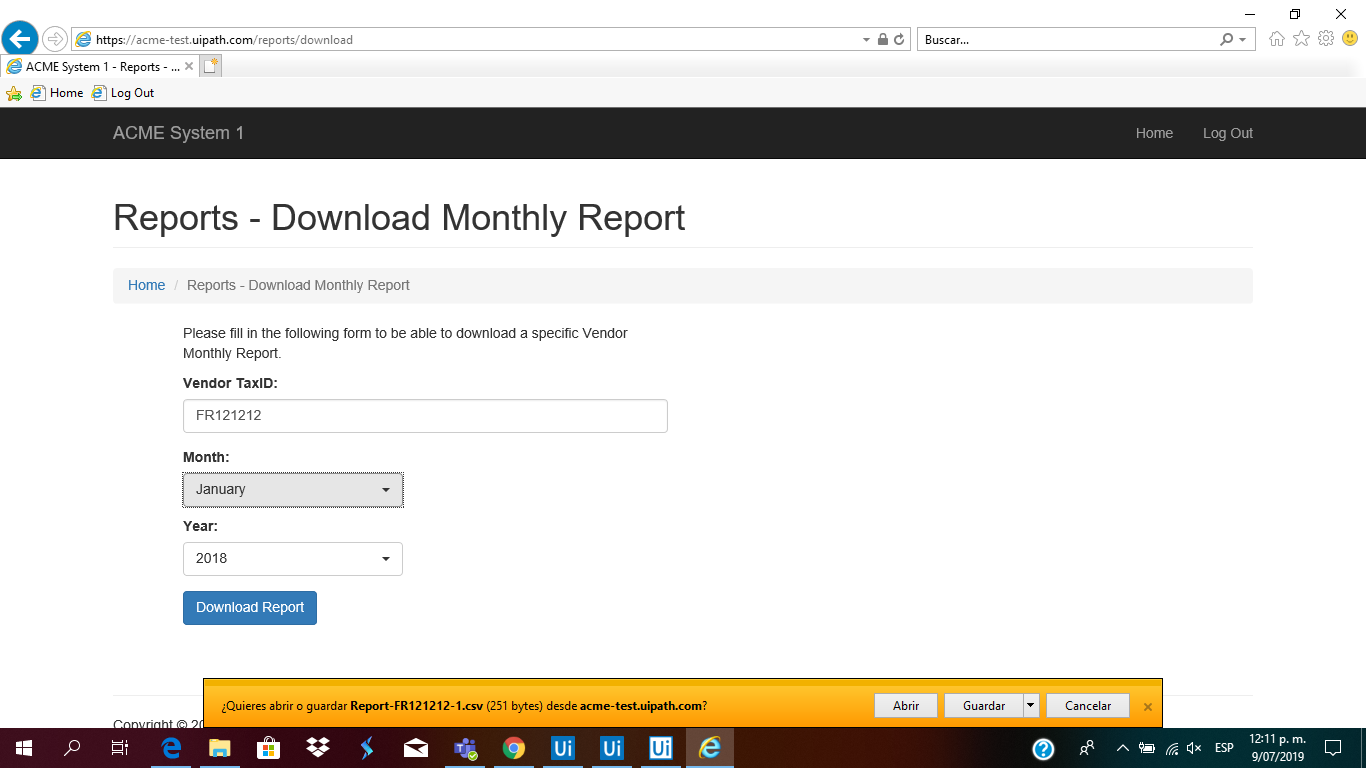 https://acme-test.uipath.com/reports/download
Buscar...
ACME System 1 - Reports - ...
Home
Log Out
ACME System 1
Home
Log Out
Reports - Download Monthly Report
Home / Reports - Download Monthly Report
Please fill in the following form to be able to download a specific Vendor
Monthly Report.
Vendor TaxID:
FR121212
Month:
January
Year:
2018
Download Report
¿Quieres abrir o guardar Report-FR121212-1.csv (251 bytes) desde acme-test.uipath.com?
Abrir
Guardar
Cancelar
Copyright © 20
Ui
Ui
Ui
ESP
12:11 p. m.
9/07/2019